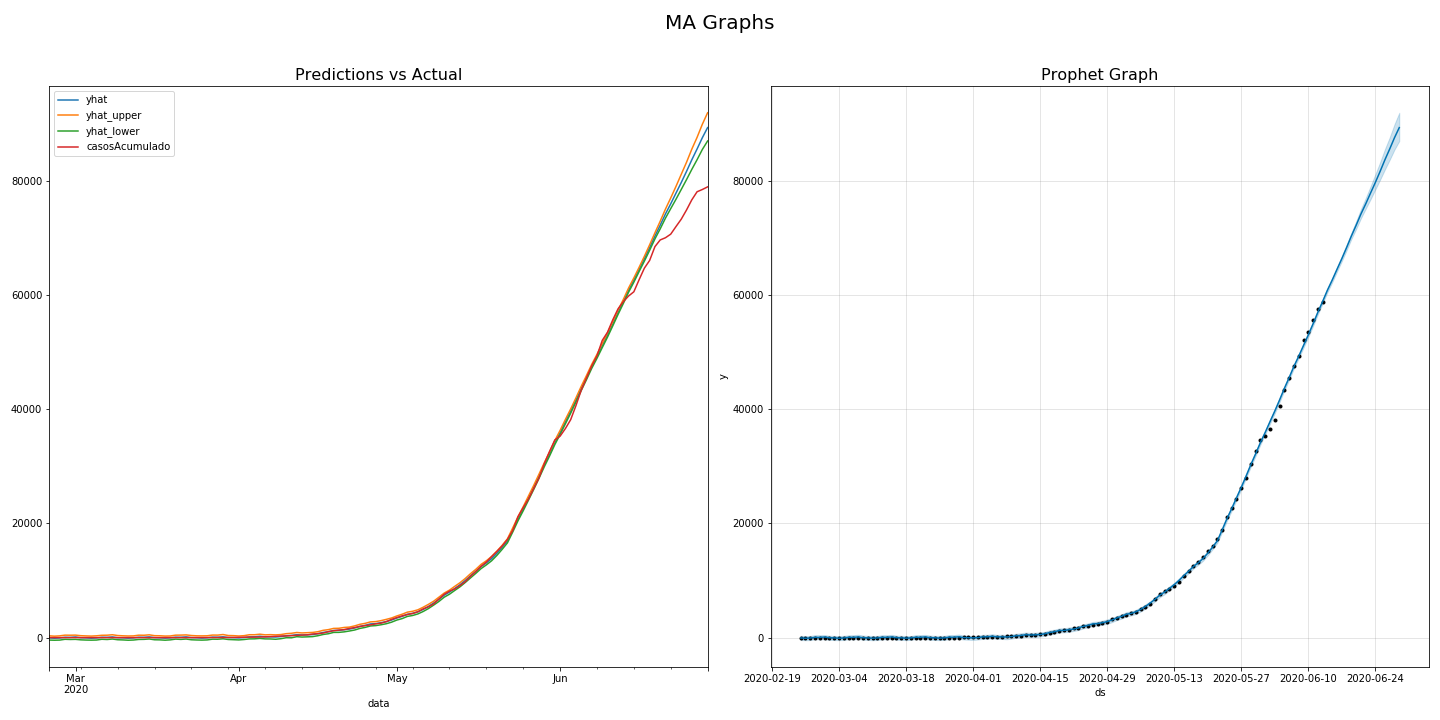 MA Graphs
Predictions vs Actual
yhat
yhat_upper
yhat_lower
casosAcumulado
80000
60000
40000
20000
0
Mar
2020
Apr
May
Jun
data
Prophet Graph
y
80000
60000
40000
20000
0
2020-02-19 2020-03-04 2020-03-18 2020-04-01 2020-04-15 2020-04-29 2020-05-13 2020-05-27 2020-06-10 2020-06-24
ds